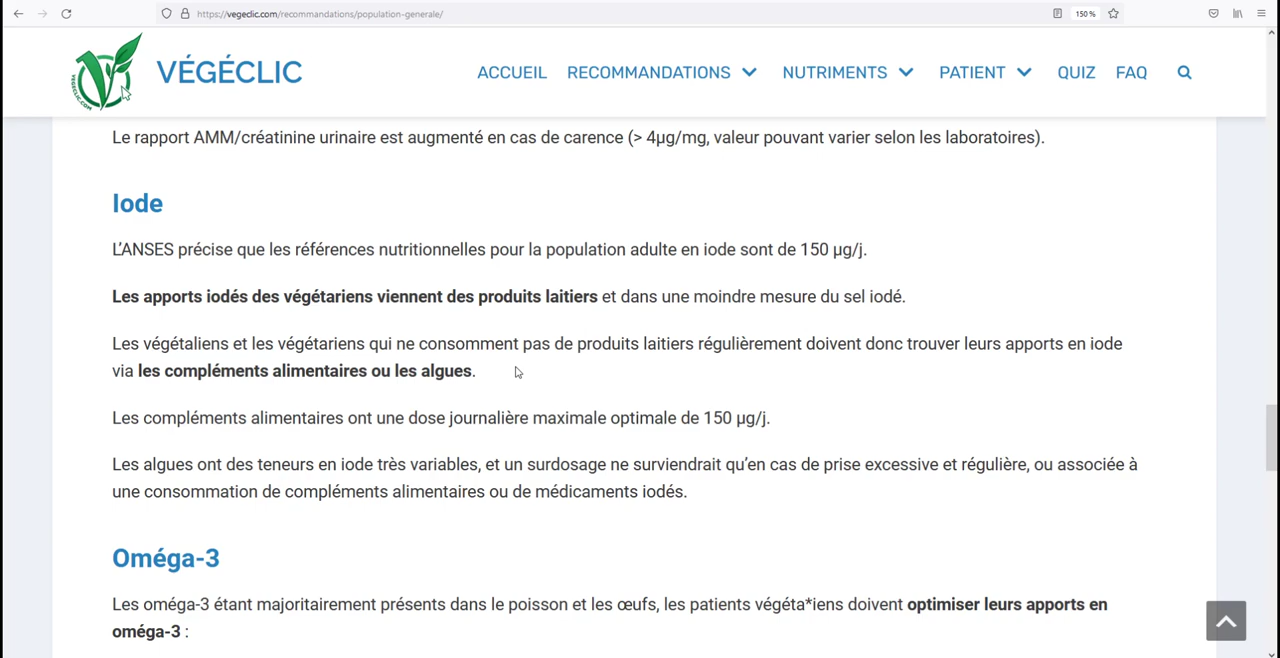 https://vegeclic.com/recommandations/population-generale/
150 %
VEGECLIC.COM
VÉGÉCLIC
ACCUEIL RECOMMANDATIONS NUTRIMENTS PATIENT QUIZ FAQ
Le rapport AMM/créatinine urinaire est augmenté en cas de carence (> 4µg/mg, valeur pouvant varier selon les laboratoires).
Iode
L’ANSES précise que les références nutritionnelles pour la population adulte en iode sont de 150 µg/j.
Les apports iodés des végétariens viennent des produits laitiers et dans une moindre mesure du sel iodé.
Les végétaliens et les végétariens qui ne consomment pas de produits laitiers régulièrement doivent donc trouver leurs apports en iode
via les compléments alimentaires ou les algues.
Les compléments alimentaires ont une dose journalière maximale optimale de 150 µg/j.
Les algues ont des teneurs en iode très variables, et un surdosage ne surviendrait qu’en cas de prise excessive et régulière, ou associée à
une consommation de compléments alimentaires ou de médicaments iodés.
Oméga-3
Les oméga-3 étant majoritairement présents dans le poisson et les œufs, les patients végéta*iens doivent optimiser leurs apports en
oméga-3 :